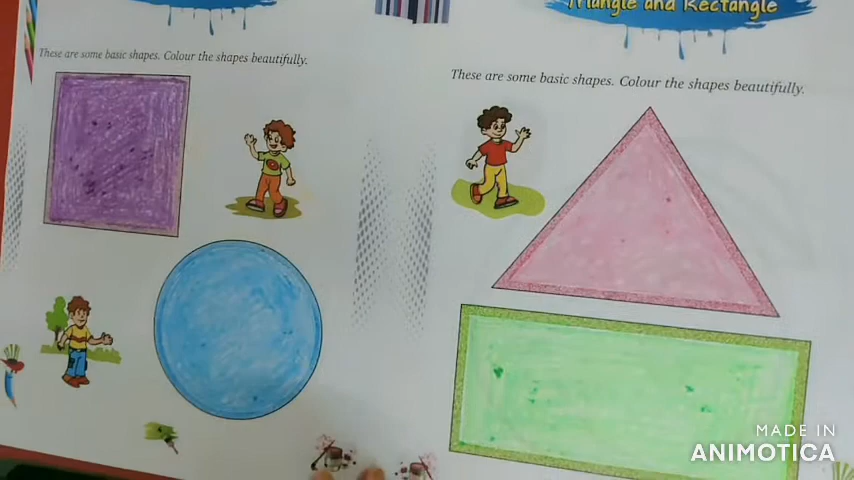 Triangle and Rectangle
These are some basic shapes. Colour the shapes beautifully.
These are some basic shapes. Colour the shapes beautifully.
MADE IN
ANIMOTICA